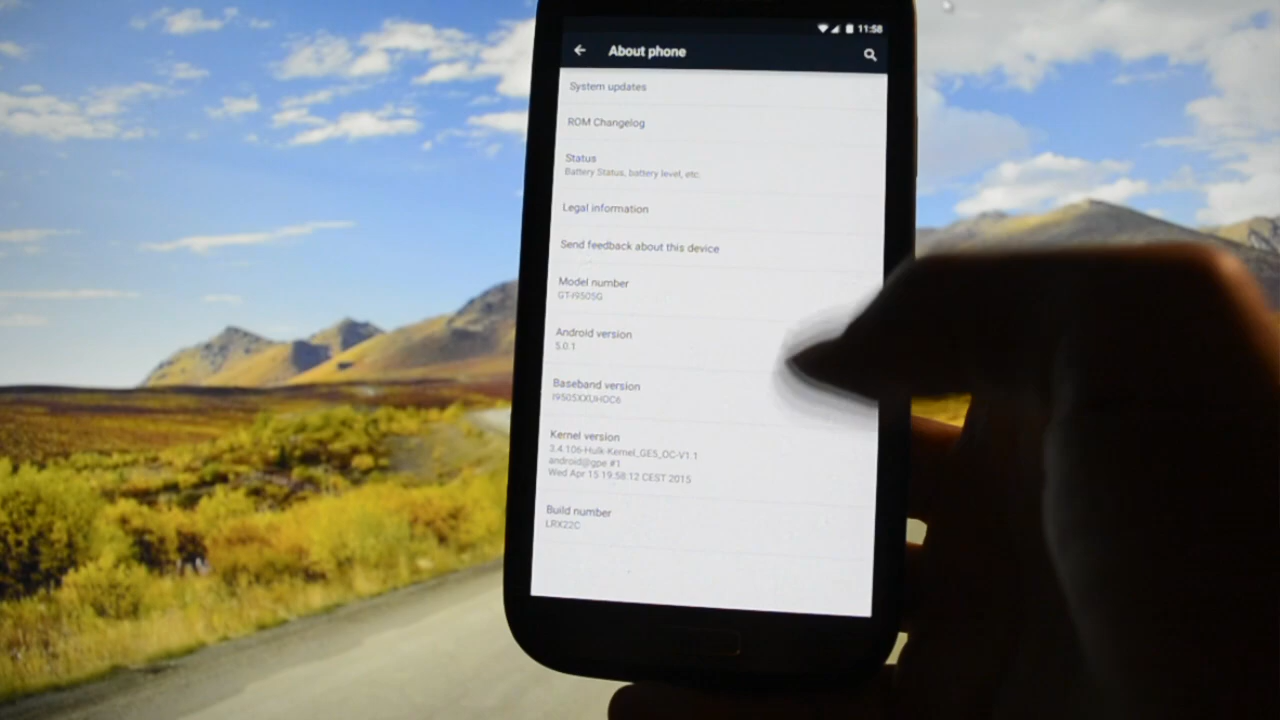 11:58
About phone
System updates
ROM Changelog
Status
Battery Status, battery level, etc.
Legal information
Send feedback about this device
Model number
GT-I9505G
Android version
5.0.1
Baseband version
I9505XXUHOC6
Kernel version
3.4.106-Hulk-Kernel_GE5_OC-V1.1
android@gpe #1
Wed Apr 15 19:58:12 CEST 2015
Build number
LRX22C